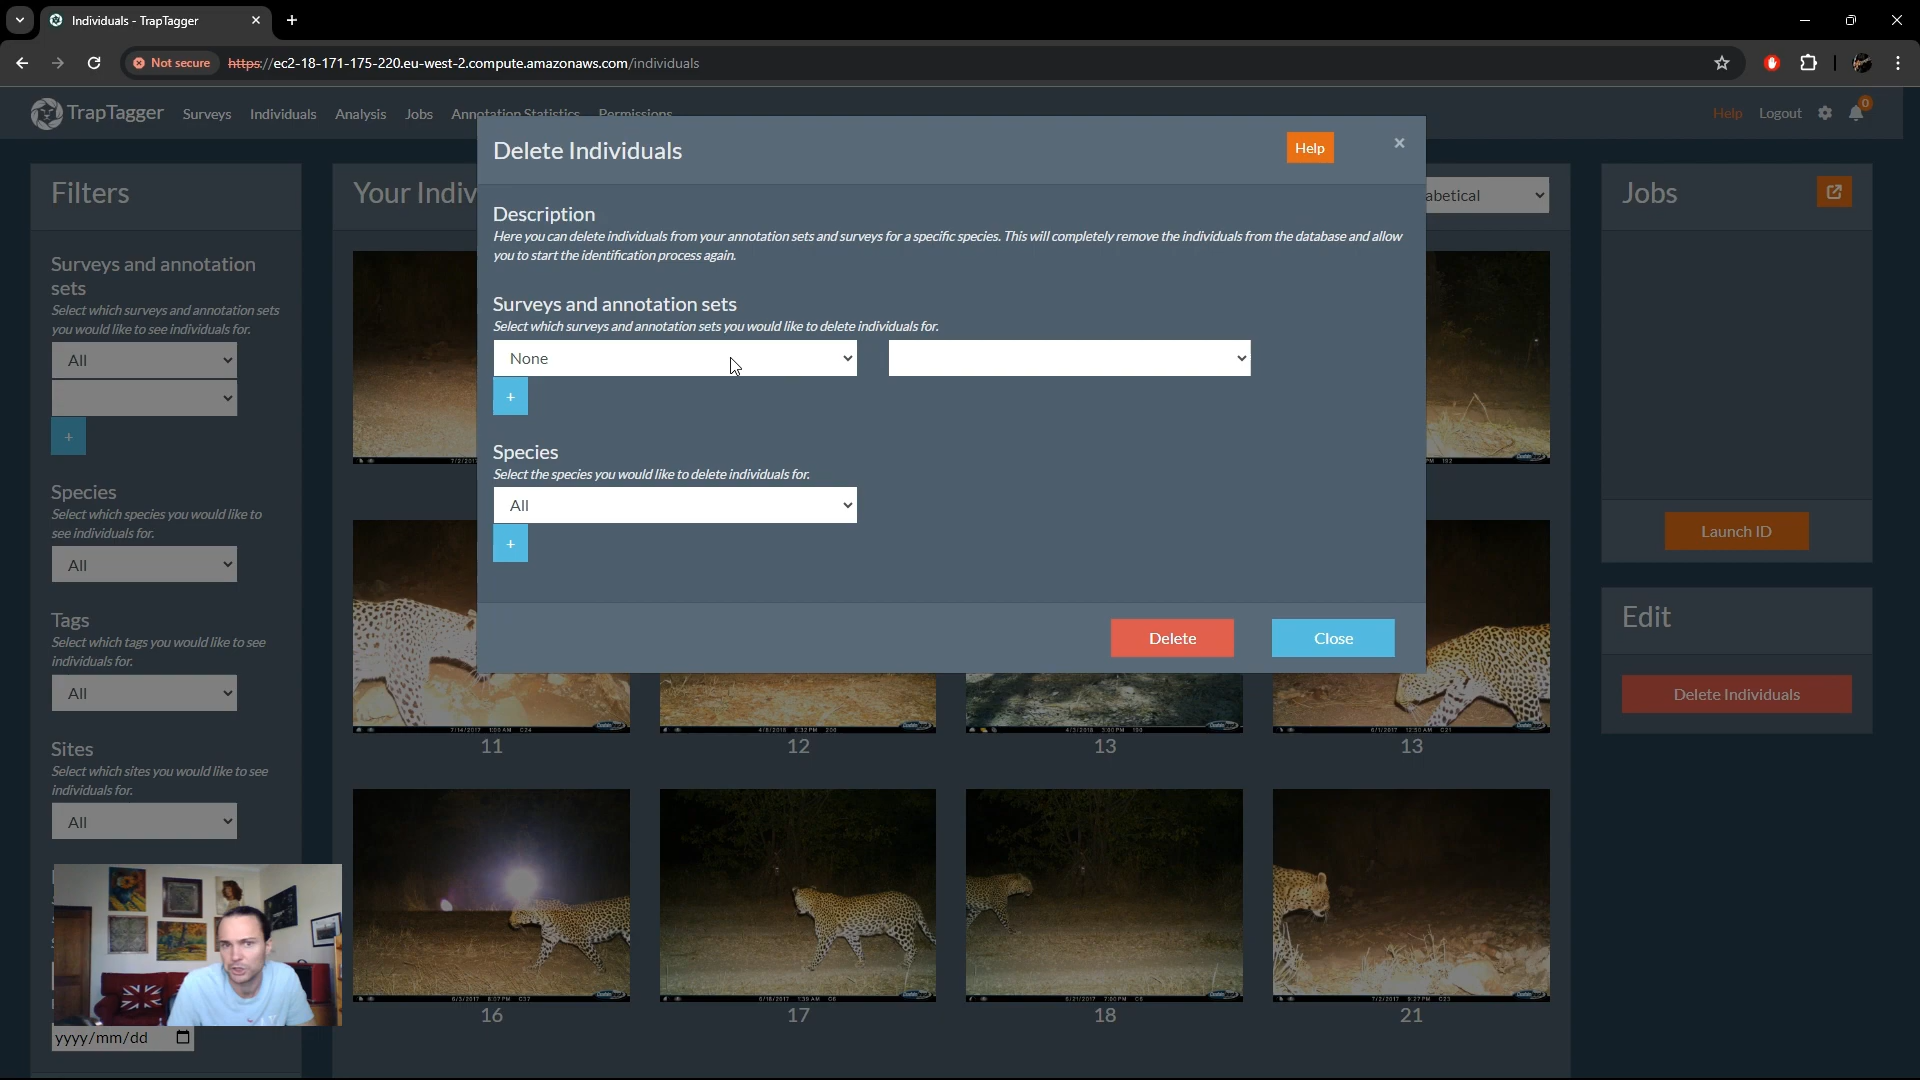 Individuals - TrapTagger
Not secure
https://ec2-18-171-175-220.eu-west-2.compute.amazonaws.com/individuals
TrapTagger
Surveys
Individuals
Analysis
Jobs
Annotation Statistics
Permissions
Help
Logout
0
Filters
Surveys and annotation
sets
Select which surveys and annotation sets
you would like to see individuals for.
All
+
Species
Select which species you would like to
see individuals for.
All
Tags
Select which tags you would like to see
individuals for.
All
Sites
Select which sites you would like to see
individuals for.
All
yyyy/mm/dd
Your Indiv
abetical
Delete Individuals
Help
×
Description
Here you can delete individuals from your annotation sets and surveys for a specific species. This will completely remove the individuals from the database and allow
you to start the identification process again.
Surveys and annotation sets
Select which surveys and annotation sets you would like to delete individuals for.
None
+
Species
Select the species you would like to delete individuals for.
All
+
Delete
Close
11
12
13
13
16
17
18
21
Jobs
Launch ID
Edit
Delete Individuals